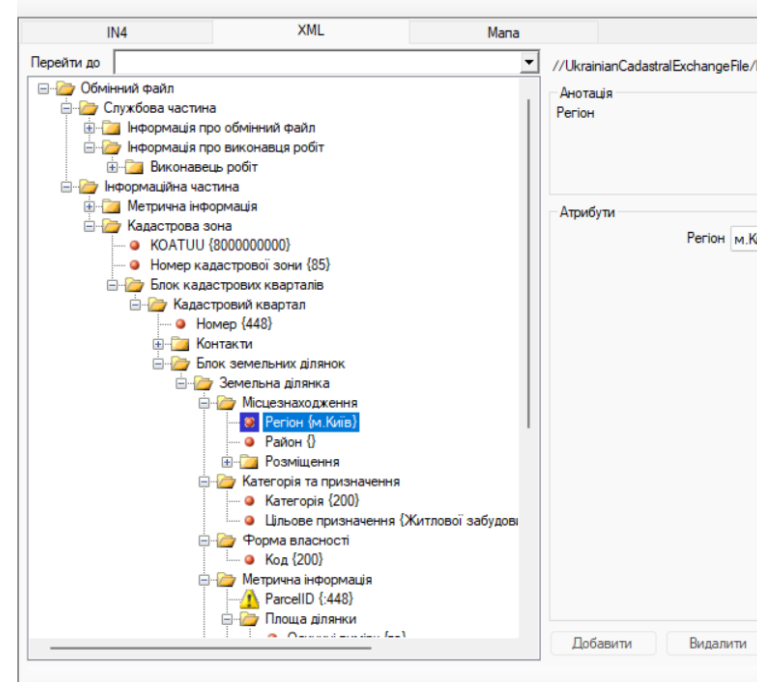 IN4
XML
Мапа
Перейти до
//UkrainianCadastralExchangeFile/
Обмінний файл
Службова частина
Інформація про обмінний файл
Інформація про виконавця робіт
Виконавець робіт
Інформаційна частина
Метрична інформація
Кадастрова зона
KOATUU {8000000000}
Номер кадастрової зони {85}
Блок кадастрових кварталів
Кадастровий квартал
Номер {448}
Контакти
Блок земельних ділянок
Земельна ділянка
Місцезнаходження
Регіон {м.Київ}
Район {}
Розміщення
Категорія та призначення
Категорія {200}
Цільове призначення {Житлової забудови
Форма власності
Код {200}
Метрична інформація
ParcelID {:448}
Площа ділянки
Анотація
Регіон
Атрибути
Регіон м.К
Добавити
Видалити